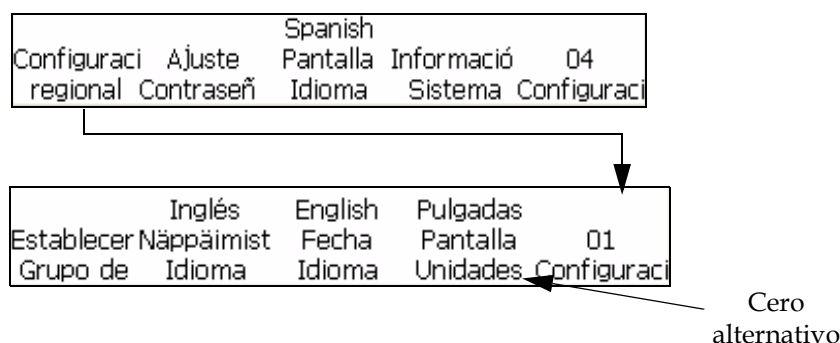 Spanish
Configuraci Ajuste Pantalla Informació 04
regional Contraseñ Idioma Sistema Configuraci
Inglés English Pulgadas
Establecer Näppäimist Fecha Pantalla 01
Grupo de Idioma Idioma Unidades Configuraci
Cero
alternativo